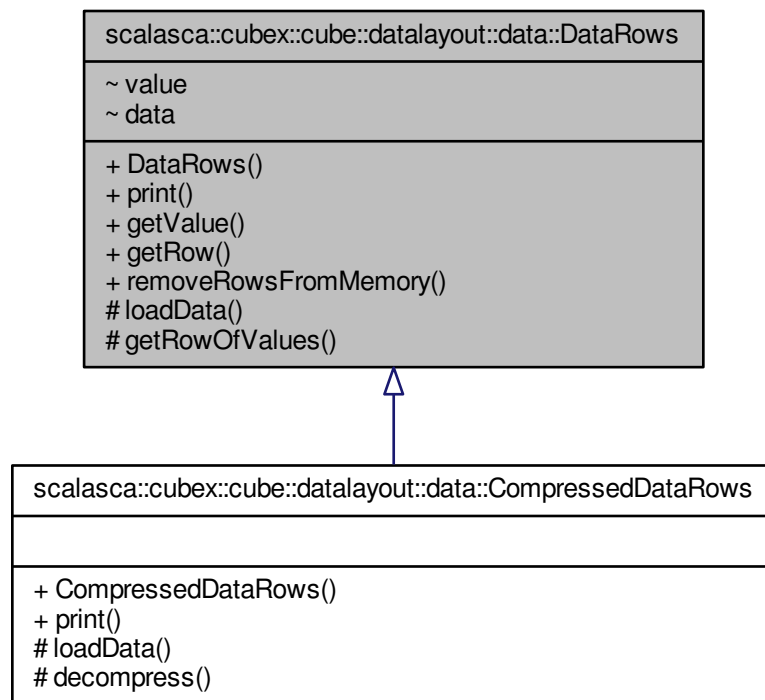 scalasca::cubex::cube::datalayout::data::DataRows
~ value
~ data
+ DataRows()
+ print()
+ getValue()
+ getRow()
+ removeRowsFromMemory()
# loadData()
# getRowOfValues()
scalasca::cubex::cube::datalayout::data::CompressedDataRows
+ CompressedDataRows()
+ print()
# loadData()
# decompress()